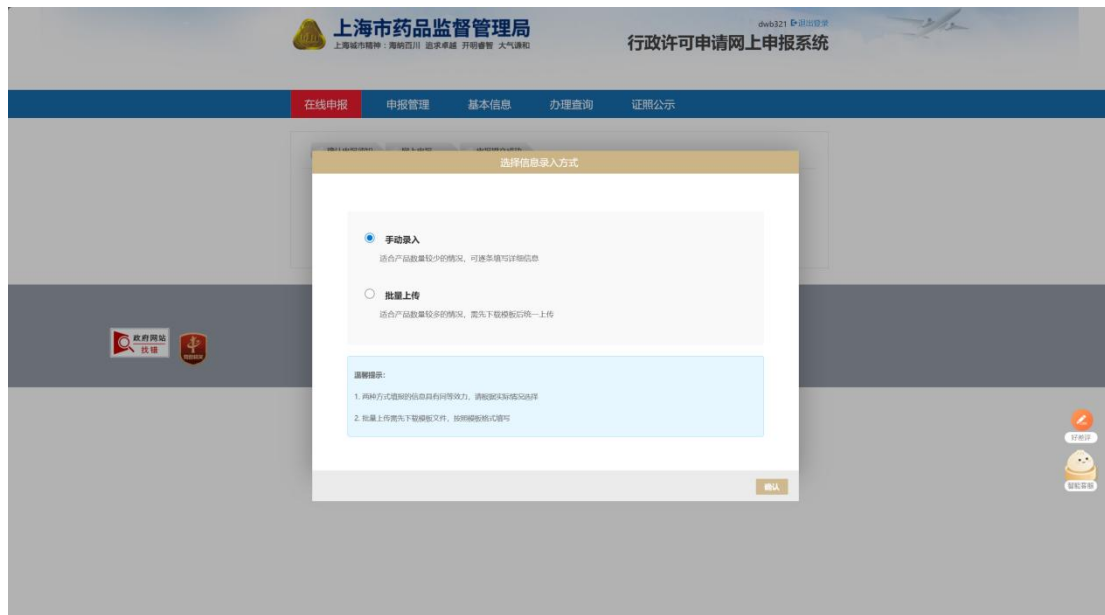 上海市药品监督管理局
上海城市精神：海纳百川 追求卓越 开明睿智 大气谦和
dwb321 退出登录
行政许可申请网上申报系统
在线申报 申报管理 基本信息 办理查询 证照公示
选择信息录入方式
手动录入
适合产品数量较少的情况，可逐条填写详细信息
批量上传
适合产品数量较多的情况，需先下载模板后统一上传
温馨提示：
1. 两种方式填报的信息具有同等效力，请根据实际情况选择
2. 批量上传需先下载模板文件，按照模板格式填写
确认
政府网站
找错
好差评
智能客服